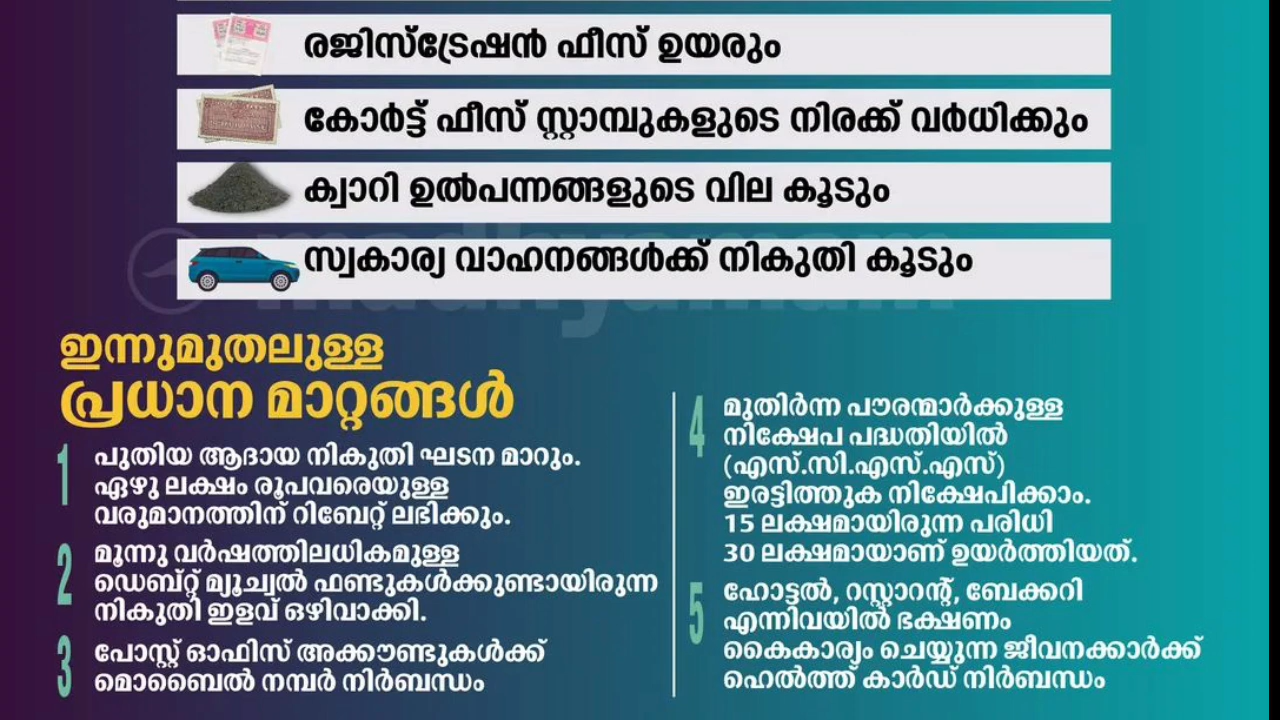 രജിസ്ട്രേഷൻ ഫീസ് ഉയരും
കോർട്ട് ഫീസ് സ്റ്റാമ്പുകളുടെ നിരക്ക് വർധിക്കും
ക്വാറി ഉൽപന്നങ്ങളുടെ വില കൂടും
സ്വകാര്യ വാഹനങ്ങൾക്ക് നികുതി കൂടും
madhyamam
ഇന്നുമുതലുള്ള
പ്രധാന മാറ്റങ്ങൾ
1 പുതിയ ആദായ നികുതി ഘടന മാറും.
ഏഴു ലക്ഷം രൂപവരെയുള്ള
വരുമാനത്തിന് റിബേറ്റ് ലഭിക്കും.
2 മൂന്നു വർഷത്തിലധികമുള്ള
ഡെബ്റ്റ് മ്യൂച്വൽ ഫണ്ടുകൾക്കുണ്ടായിരുന്ന
നികുതി ഇളവ് ഒഴിവാക്കി.
3 പോസ്റ്റ് ഓഫിസ് അക്കൗണ്ടുകൾക്ക്
മൊബൈൽ നമ്പർ നിർബന്ധം
4 മുതിർന്ന പൗരന്മാർക്കുള്ള
നിക്ഷേപ പദ്ധതിയിൽ
(എസ്.സി.എസ്.എസ്)
ഇരട്ടിത്തുക നിക്ഷേപിക്കാം.
15 ലക്ഷമായിരുന്ന പരിധി
30 ലക്ഷമായാണ് ഉയർത്തിയത്.
5 ഹോട്ടൽ, റസ്റ്റാറന്റ്, ബേക്കറി
എന്നിവയിൽ ഭക്ഷണം
കൈകാര്യം ചെയ്യുന്ന ജീവനക്കാർക്ക്
ഹെൽത്ത് കാർഡ് നിർബന്ധം